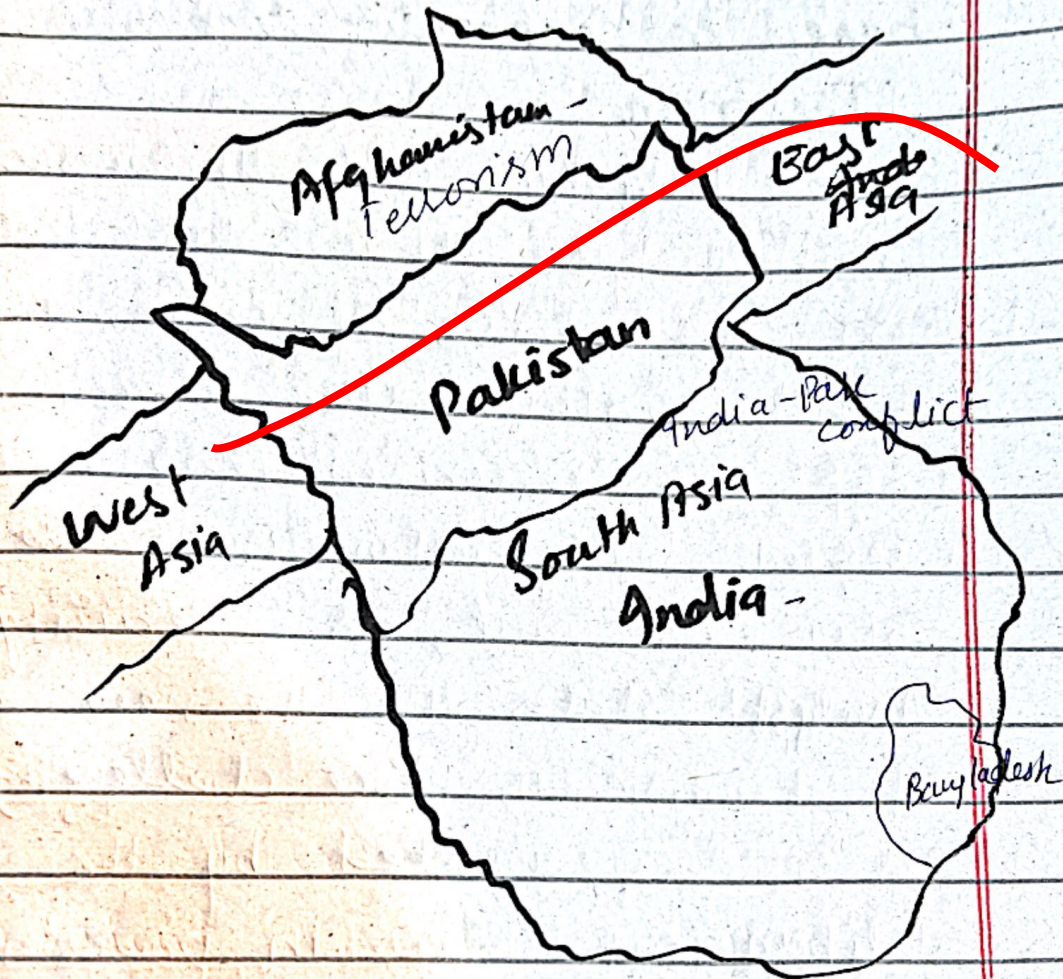 Afghanistan -
Terrorism
East
Asia
Pakistan
India-Pak
conflict
West
Asia
South Asia
India -
Bangladesh